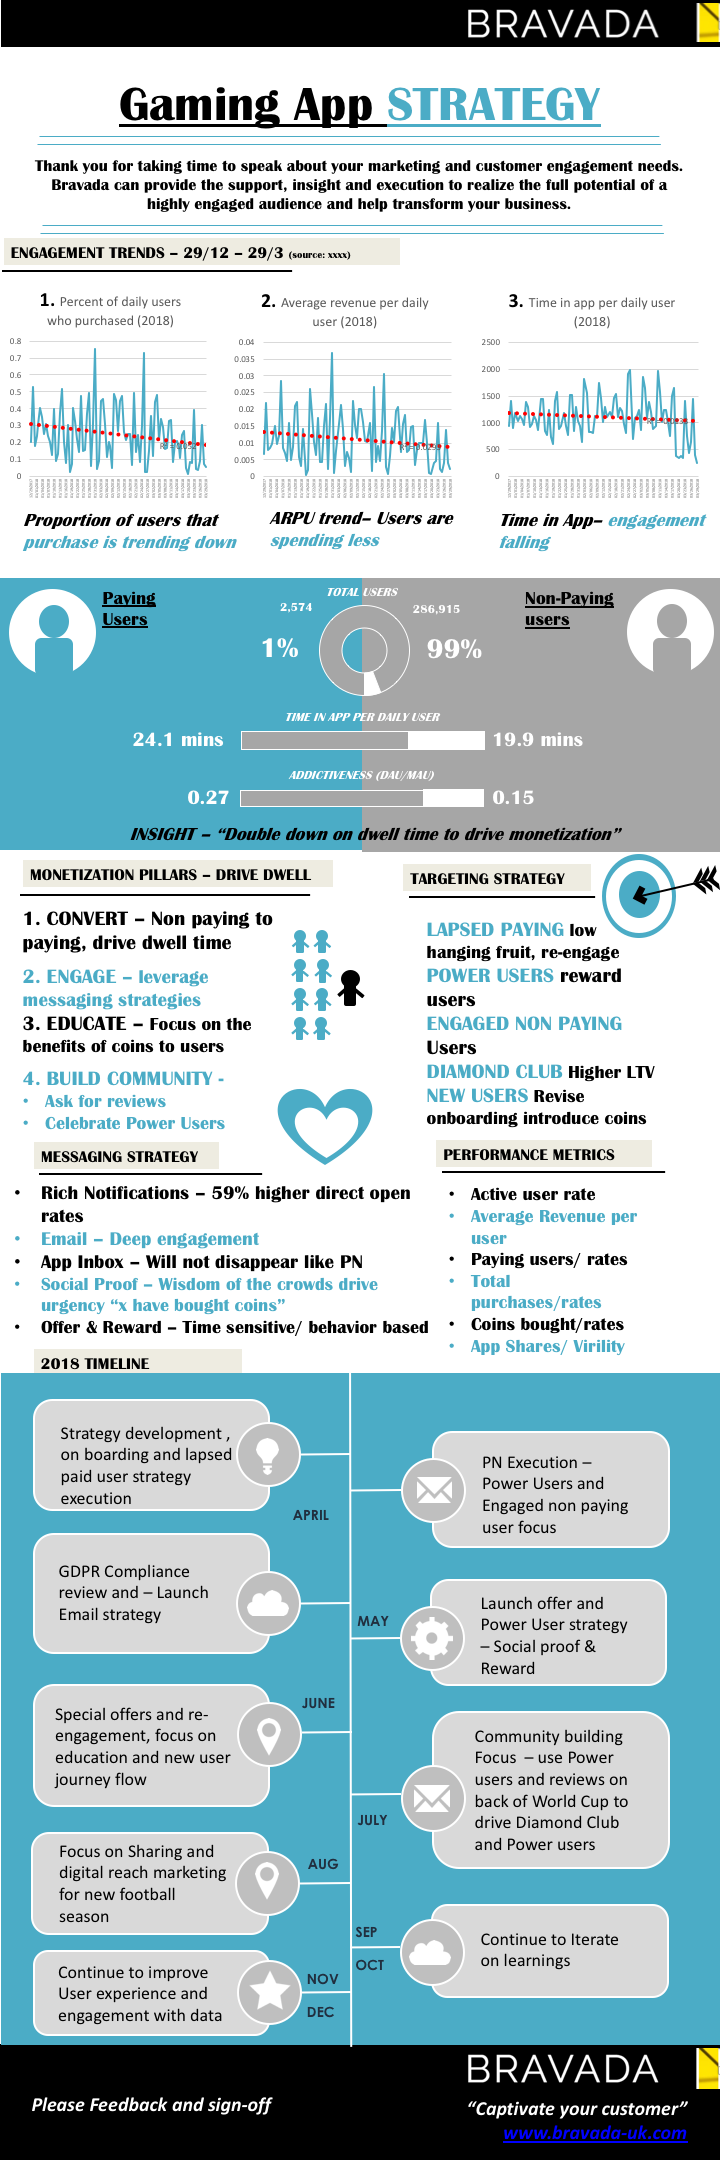 BRAVADA
Gaming App STRATEGY
Thank you for taking time to speak about your marketing and customer engagement needs.
Bravada can provide the support, insight and execution to realize the full potential of a
highly engaged audience and help transform your business.
ENGAGEMENT TRENDS – 29/12 – 29/3 (source: xxxx)
1. Percent of daily users
who purchased (2018)
0.8
0.7
0.6
0.5
0.4
0.3
0.2
0.1
0
Proportion of users that
purchase is trending down
2. Average revenue per daily
user (2018)
0.04
0.035
0.03
0.025
0.02
0.015
0.01
0.005
0
ARPU trend– Users are
spending less
3. Time in app per daily user
(2018)
2500
2000
1500
1000
500
0
Time in App– engagement
falling
Paying
Users
TOTAL USERS
2,574
286,915
1%
99%
Non-Paying
users
TIME IN APP PER DAILY USER
24.1 mins
19.9 mins
ADDICTIVENESS (DAU/MAU)
0.27
0.15
INSIGHT – “Double down on dwell time to drive monetization”
MONETIZATION PILLARS – DRIVE DWELL
1. CONVERT – Non paying to
paying, drive dwell time
2. ENGAGE – leverage
messaging strategies
3. EDUCATE – Focus on the
benefits of coins to users
4. BUILD COMMUNITY -
• Ask for reviews
• Celebrate Power Users
TARGETING STRATEGY
LAPSED PAYING low
hanging fruit, re-engage
POWER USERS reward
users
ENGAGED NON PAYING
Users
DIAMOND CLUB Higher LTV
NEW USERS Revise
onboarding introduce coins
MESSAGING STRATEGY
• Rich Notifications – 59% higher direct open
rates
• Email – Deep engagement
• App Inbox – Will not disappear like PN
• Social Proof – Wisdom of the crowds drive
urgency “x have bought coins”
• Offer & Reward – Time sensitive/ behavior based
PERFORMANCE METRICS
• Active user rate
• Average Revenue per
user
• Paying users/ rates
• Total
purchases/rates
• Coins bought/rates
• App Shares/ Virility
2018 TIMELINE
Strategy development ,
on boarding and lapsed
paid user strategy
execution
APRIL
PN Execution –
Power Users and
Engaged non paying
user focus
GDPR Compliance
review and – Launch
Email strategy
MAY
Launch offer and
Power User strategy
– Social proof &
Reward
JUNE
Special offers and re-
engagement, focus on
education and new user
journey flow
Community building
Focus – use Power
users and reviews on
back of World Cup to
drive Diamond Club
and Power users
JULY
AUG
Focus on Sharing and
digital reach marketing
for new football
season
SEP
OCT
Continue to Iterate
on learnings
NOV
DEC
Continue to improve
User experience and
engagement with data
BRAVADA
Please Feedback and sign-off
“Captivate your customer”
www.bravada-uk.com